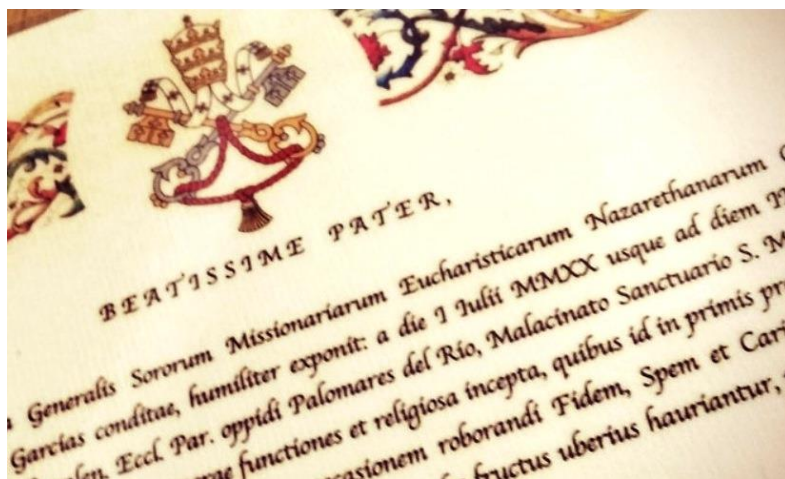 BEATISSIME PATER,
Generalis Sororum Missionariarum Eucharisticarum Nazarethanarum
Garcias conditae, humiliter exponit: a die I Iulii MMXX usque ad diem
Eccl. Par. oppidi Palomares del Rio, Malacinato Sanctuario S.
functiones et religiosa incepta, quibus id in primis
roborandi Fidem, Spem et
fructus uberius hauriantur,